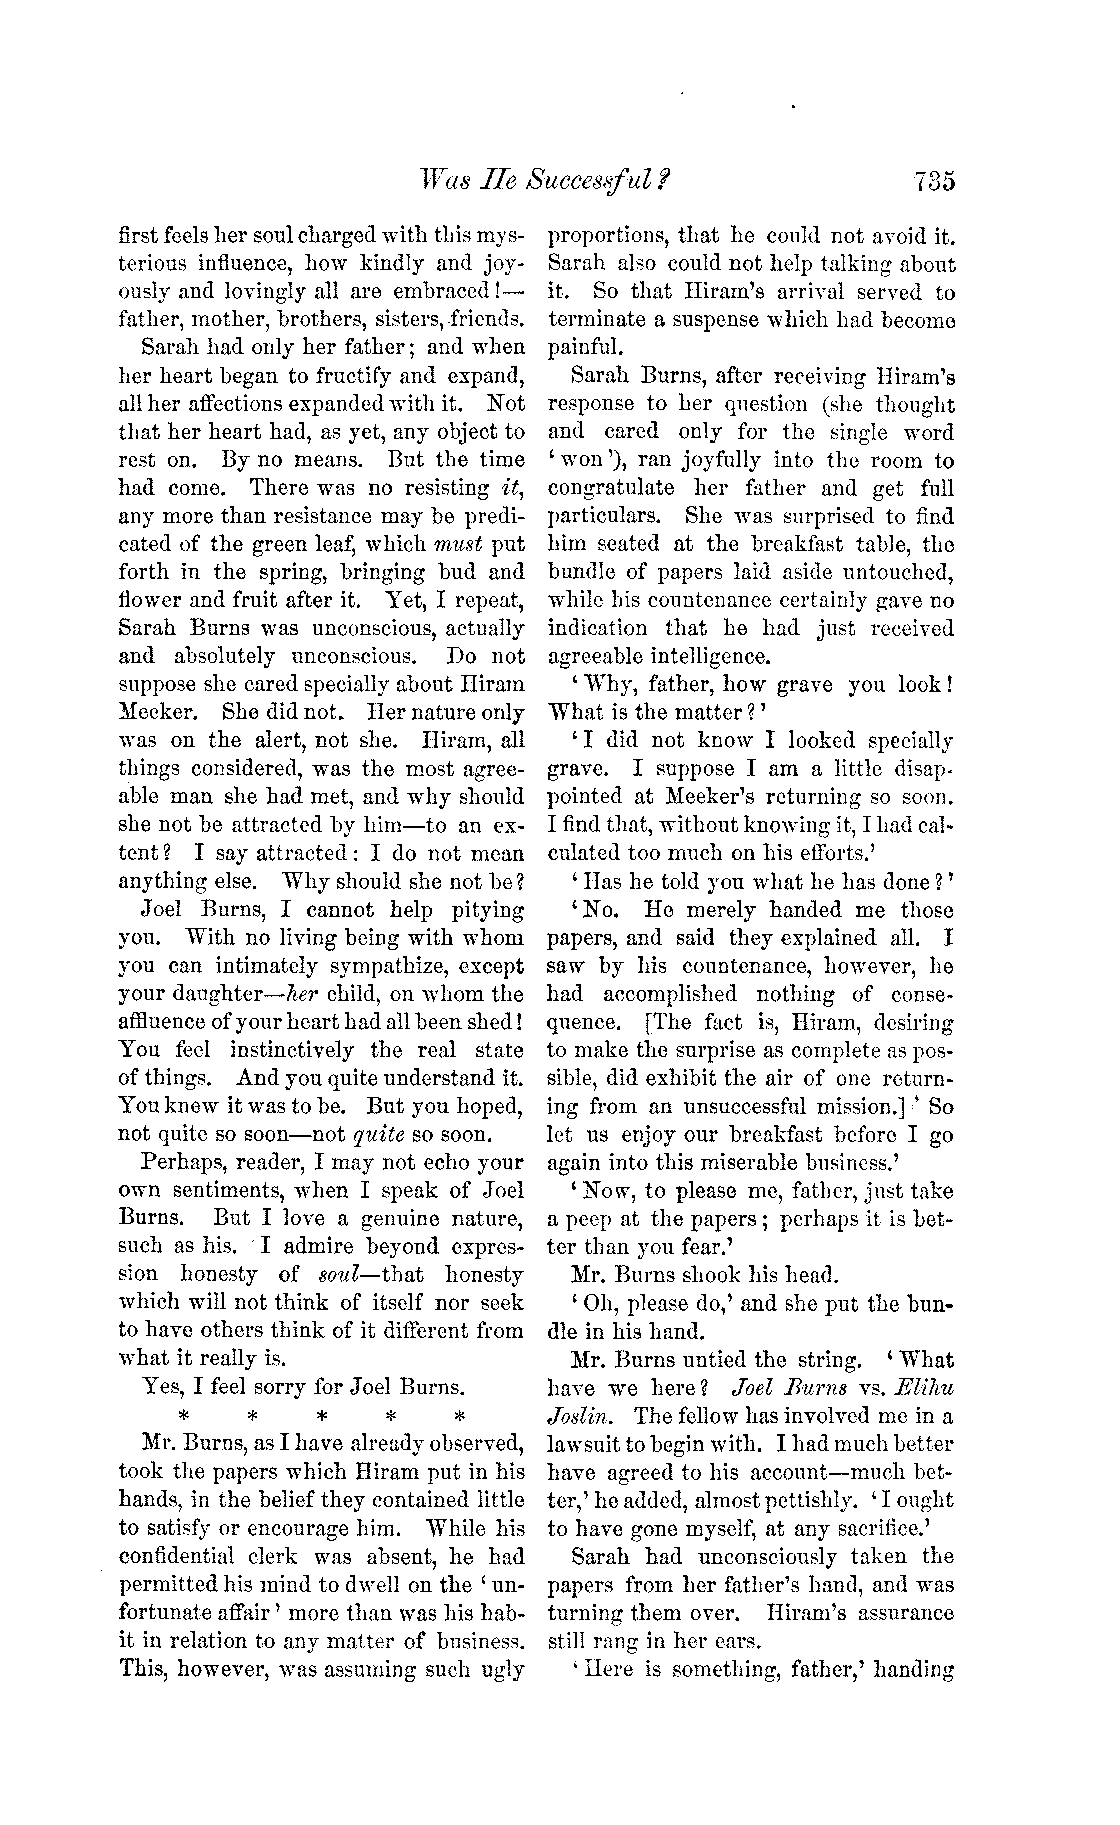 Was He Successful? 735
first feels her soul charged with this mys-
terious influence, how kindly and joy-
ously and lovingly all are embraced!—
father, mother, brothers, sisters, friends.
Sarah had only her father; and when
her heart began to fructify and expand,
all her affections expanded with it. Not
that her heart had, as yet, any object to
rest on. By no means. But the time
had come. There was no resisting it,
any more than resistance may be predi-
cated of the green leaf, which must put
forth in the spring, bringing bud and
flower and fruit after it. Yet, I repeat,
Sarah Burns was unconscious, actually
and absolutely unconscious. Do not
suppose she cared specially about Hiram
Meeker. She did not. Her nature only
was on the alert, not she. Hiram, all
things considered, was the most agree-
able man she had met, and why should
she not be attracted by him—to an ex-
tent? I say attracted: I do not mean
anything else. Why should she not be?
Joel Burns, I cannot help pitying
you. With no living being with whom
you can intimately sympathize, except
your daughter—her child, on whom the
affluence of your heart had all been shed!
You feel instinctively the real state
of things. And you quite understand it.
You knew it was to be. But you hoped,
not quite so soon—not quite so soon.
Perhaps, reader, I may not echo your
own sentiments, when I speak of Joel
Burns. But I love a genuine nature,
such as his. I admire beyond expres-
sion honesty of soul—that honesty
which will not think of itself nor seek
to have others think of it different from
what it really is.
Yes, I feel sorry for Joel Burns.
* * * * *
Mr. Burns, as I have already observed,
took the papers which Hiram put in his
hands, in the belief they contained little
to satisfy or encourage him. While his
confidential clerk was absent, he had
permitted his mind to dwell on the 'un-
fortunate affair' more than was his hab-
it in relation to any matter of business.
This, however, was assuming such ugly
proportions, that he could not avoid it.
Sarah also could not help talking about
it. So that Hiram's arrival served to
terminate a suspense which had become
painful.
Sarah Burns, after receiving Hiram's
response to her question (she thought
and cared only for the single word
'won'), ran joyfully into the room to
congratulate her father and get full
particulars. She was surprised to find
him seated at the breakfast table, the
bundle of papers laid aside untouched,
while his countenance certainly gave no
indication that he had just received
agreeable intelligence.
'Why, father, how grave you look!
What is the matter?'
'I did not know I looked specially
grave. I suppose I am a little disap-
pointed at Meeker's returning so soon.
I find that, without knowing it, I had cal-
culated too much on his efforts.'
'Has he told you what he has done?'
'No. He merely handed me those
papers, and said they explained all. I
saw by his countenance, however, he
had accomplished nothing of conse-
quence. [The fact is, Hiram, desiring
to make the surprise as complete as pos-
sible, did exhibit the air of one return-
ing from an unsuccessful mission.] ' So
let us enjoy our breakfast before I go
again into this miserable business.'
'Now, to please me, father, just take
a peep at the papers; perhaps it is bet-
ter than you fear.'
Mr. Burns shook his head.
'Oh, please do,' and she put the bun-
dle in his hand.
Mr. Burns untied the string. 'What
have we here? Joel Burns vs. Elihu
Joslin. The fellow has involved me in a
lawsuit to begin with. I had much better
have agreed to his account—much bet-
ter,' he added, almost pettishly. 'I ought
to have gone myself, at any sacrifice.'
Sarah had unconsciously taken the
papers from her father's hand, and was
turning them over. Hiram's assurance
still rang in her ears.
'Here is something, father,' handing